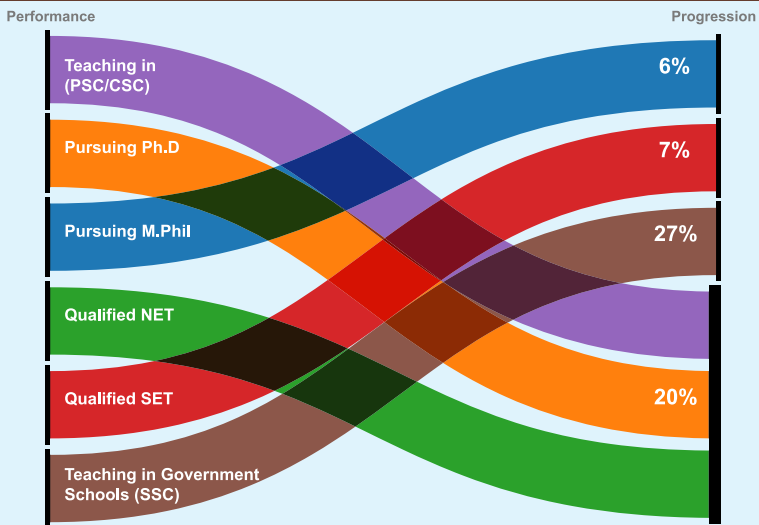 Performance
Progression
Teaching in
(PSC/CSC)
6%
Pursuing Ph.D
7%
Pursuing M.Phil
27%
Qualified NET
Qualified SET
20%
Teaching in Government
Schools (SSC)